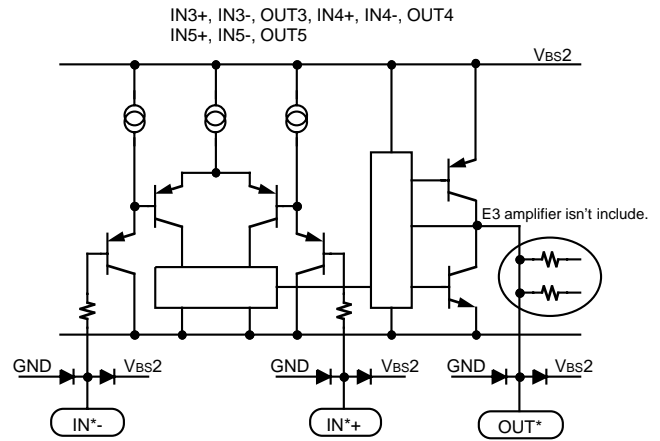 IN3+, IN3-, OUT3, IN4+, IN4-, OUT4
IN5+, IN5-, OUT5
VBS2
E3 amplifier isn't include.
GND VBS2 GND VBS2 GND VBS2
IN*- IN*+ OUT*